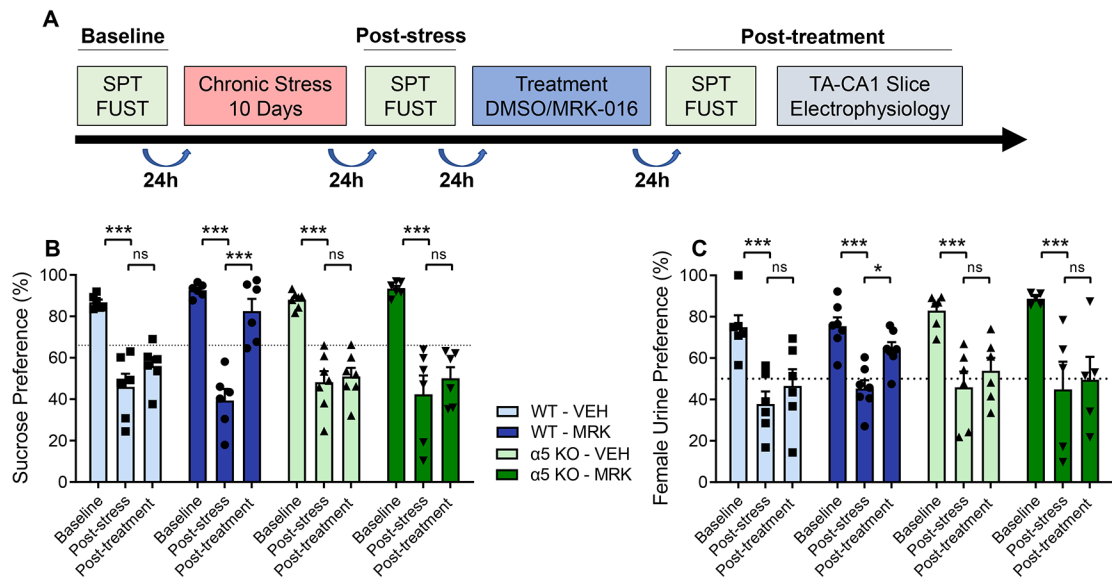 A
Baseline
Post-stress
Post-treatment
SPT
FUST
Chronic Stress
10 Days
SPT
FUST
Treatment
DMSO/MRK-016
SPT
FUST
TA-CA1 Slice
Electrophysiology
24h
24h
24h
24h
B
*** ns
*** ***
*** ns
*** ns
Sucrose Preference (%)
100
80
60
40
20
0
Baseline
Post-stress
Post-treatment
Baseline
Post-stress
Post-treatment
Baseline
Post-stress
Post-treatment
Baseline
Post-stress
Post-treatment
WT - VEH
WT - MRK
α5 KO - VEH
α5 KO - MRK
C
*** ns
*** *
*** ns
*** ns
Female Urine Preference (%)
100
80
60
40
20
0
Baseline
Post-stress
Post-treatment
Baseline
Post-stress
Post-treatment
Baseline
Post-stress
Post-treatment
Baseline
Post-stress
Post-treatment